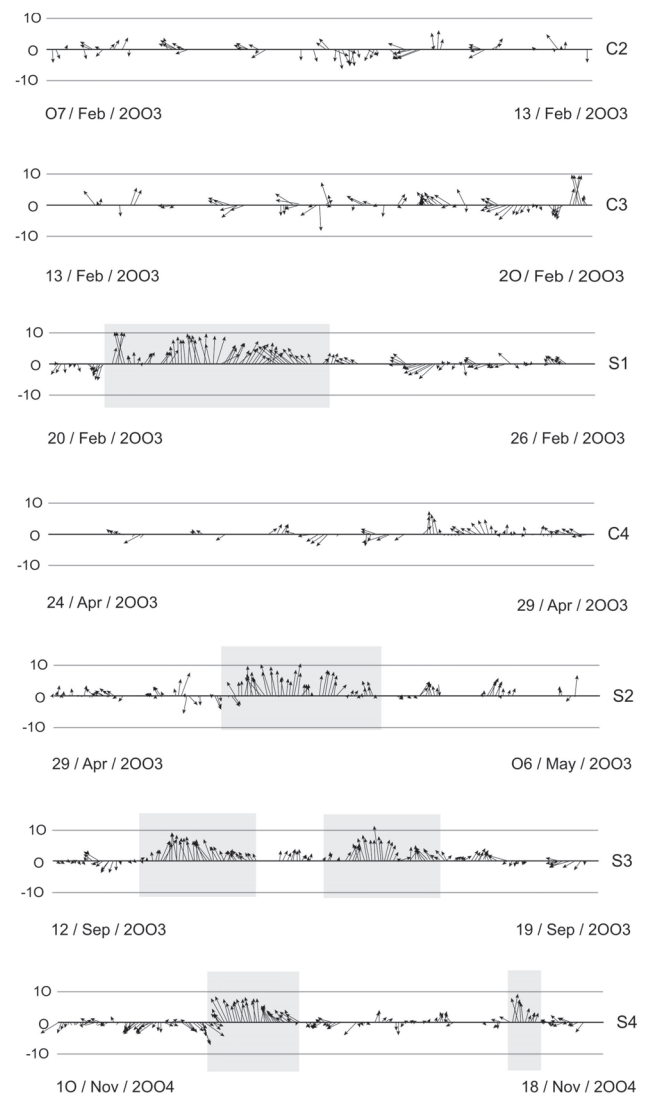 10
0 C2
-10
07 / Feb / 2003 13 / Feb / 2003
10
0 C3
-10
13 / Feb / 2003 20 / Feb / 2003
10
0 S1
-10
20 / Feb / 2003 26 / Feb / 2003
10
0 C4
-10
24 / Apr / 2003 29 / Apr / 2003
10
0 S2
-10
29 / Apr / 2003 06 / May / 2003
10
0 S3
-10
12 / Sep / 2003 19 / Sep / 2003
10
0 S4
-10
10 / Nov / 2004 18 / Nov / 2004